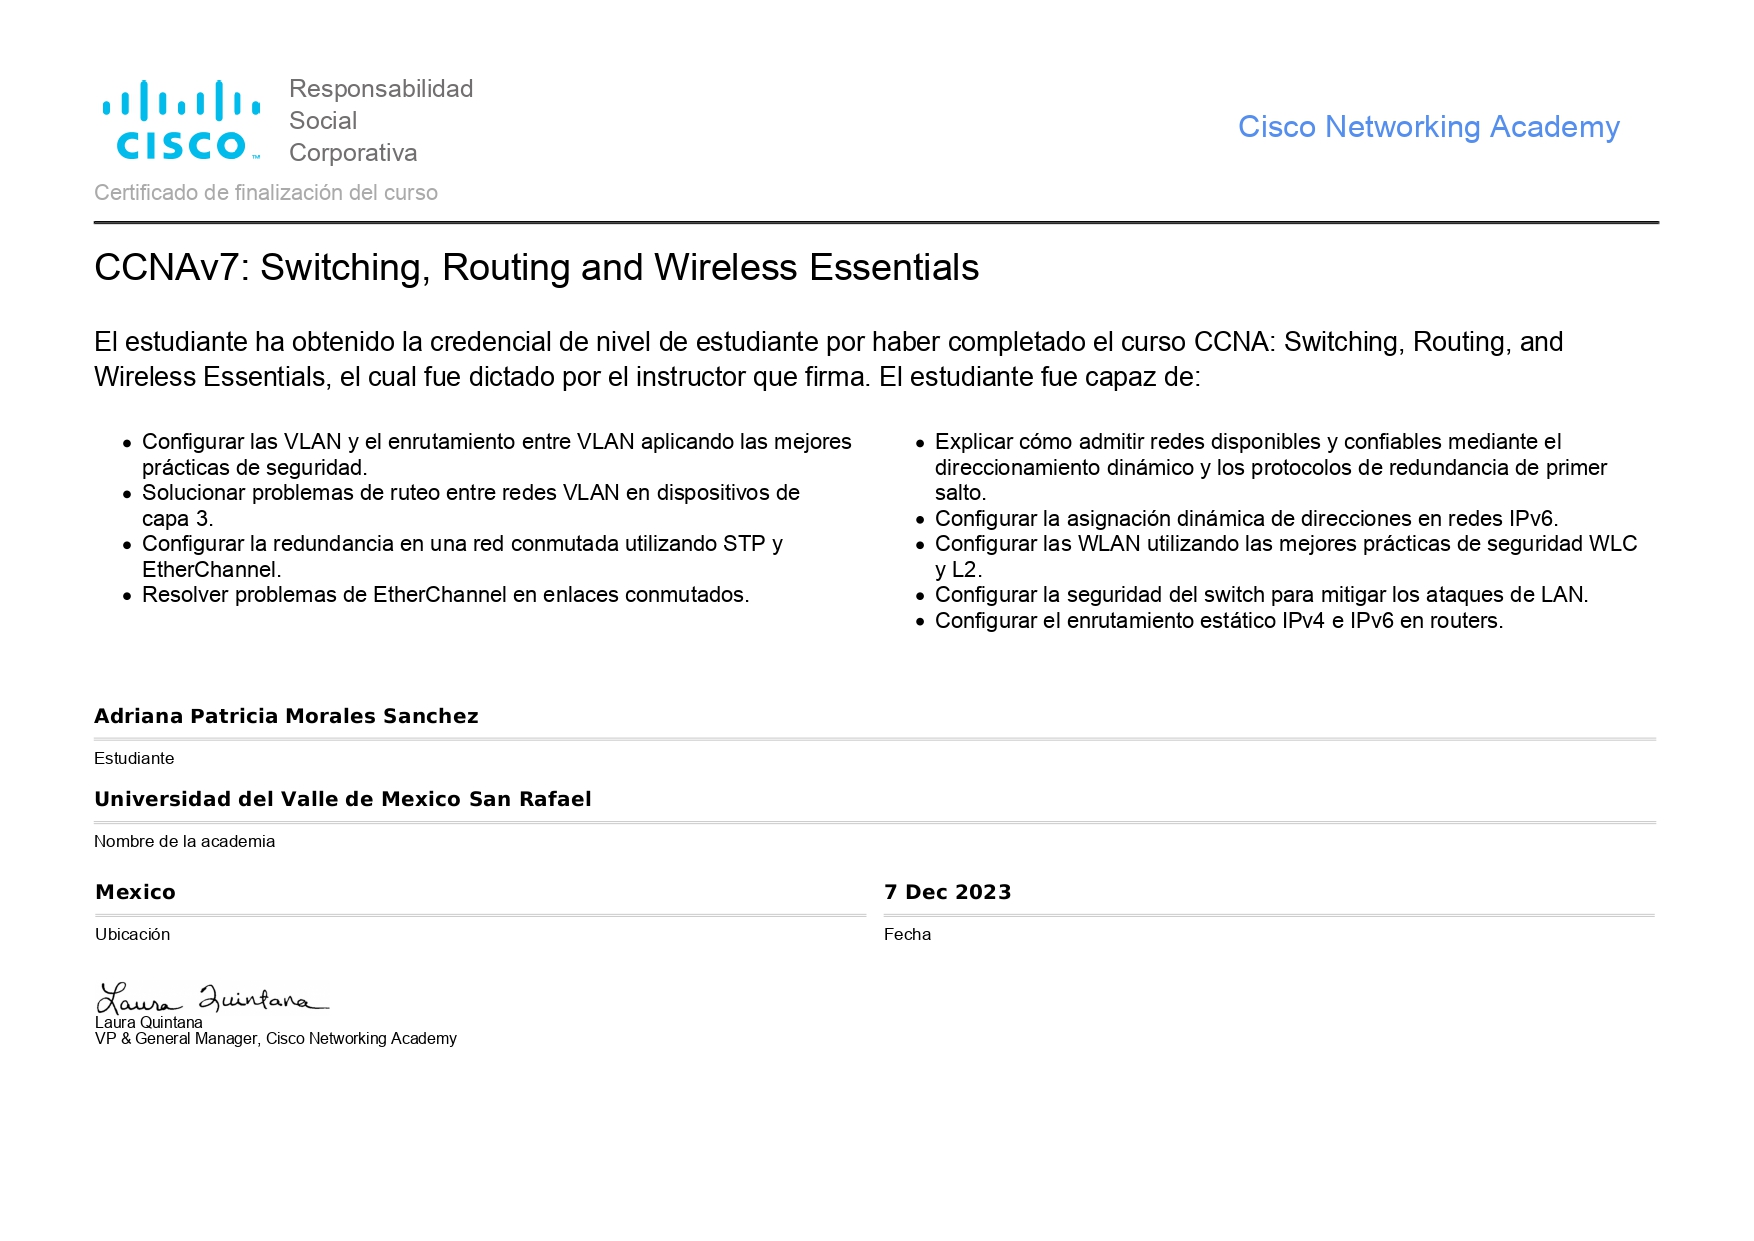 CISCO™
Responsabilidad
Social
Corporativa
Cisco Networking Academy
Certificado de finalización del curso
CCNAv7: Switching, Routing and Wireless Essentials
El estudiante ha obtenido la credencial de nivel de estudiante por haber completado el curso CCNA: Switching, Routing, and
Wireless Essentials, el cual fue dictado por el instructor que firma. El estudiante fue capaz de:
• Configurar las VLAN y el enrutamiento entre VLAN aplicando las mejores
prácticas de seguridad.
• Solucionar problemas de ruteo entre redes VLAN en dispositivos de
capa 3.
• Configurar la redundancia en una red conmutada utilizando STP y
EtherChannel.
• Resolver problemas de EtherChannel en enlaces conmutados.
• Explicar cómo admitir redes disponibles y confiables mediante el
direccionamiento dinámico y los protocolos de redundancia de primer
salto.
• Configurar la asignación dinámica de direcciones en redes IPv6.
• Configurar las WLAN utilizando las mejores prácticas de seguridad WLC
y L2.
• Configurar la seguridad del switch para mitigar los ataques de LAN.
• Configurar el enrutamiento estático IPv4 e IPv6 en routers.
Adriana Patricia Morales Sanchez
Estudiante
Universidad del Valle de Mexico San Rafael
Nombre de la academia
Mexico
Ubicación
7 Dec 2023
Fecha
Laura Quintana
Laura Quintana
VP & General Manager, Cisco Networking Academy